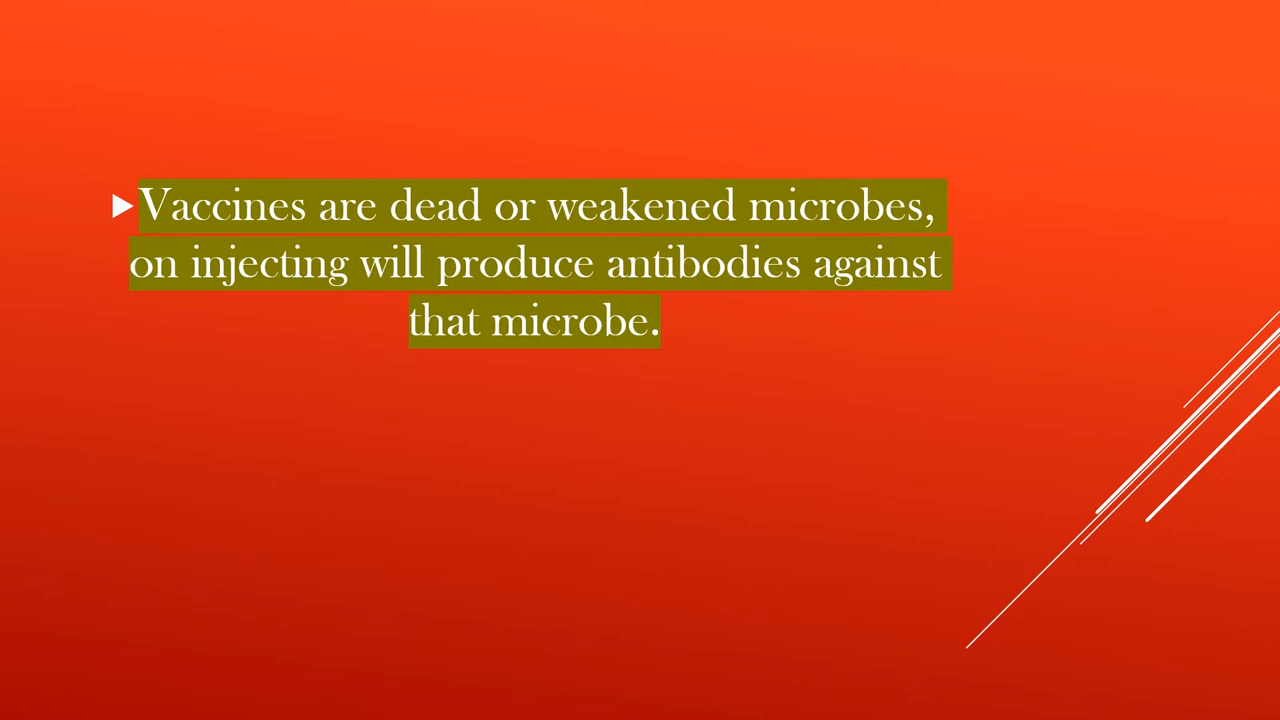 Vaccines are dead or weakened microbes,
on injecting will produce antibodies against
that microbe.